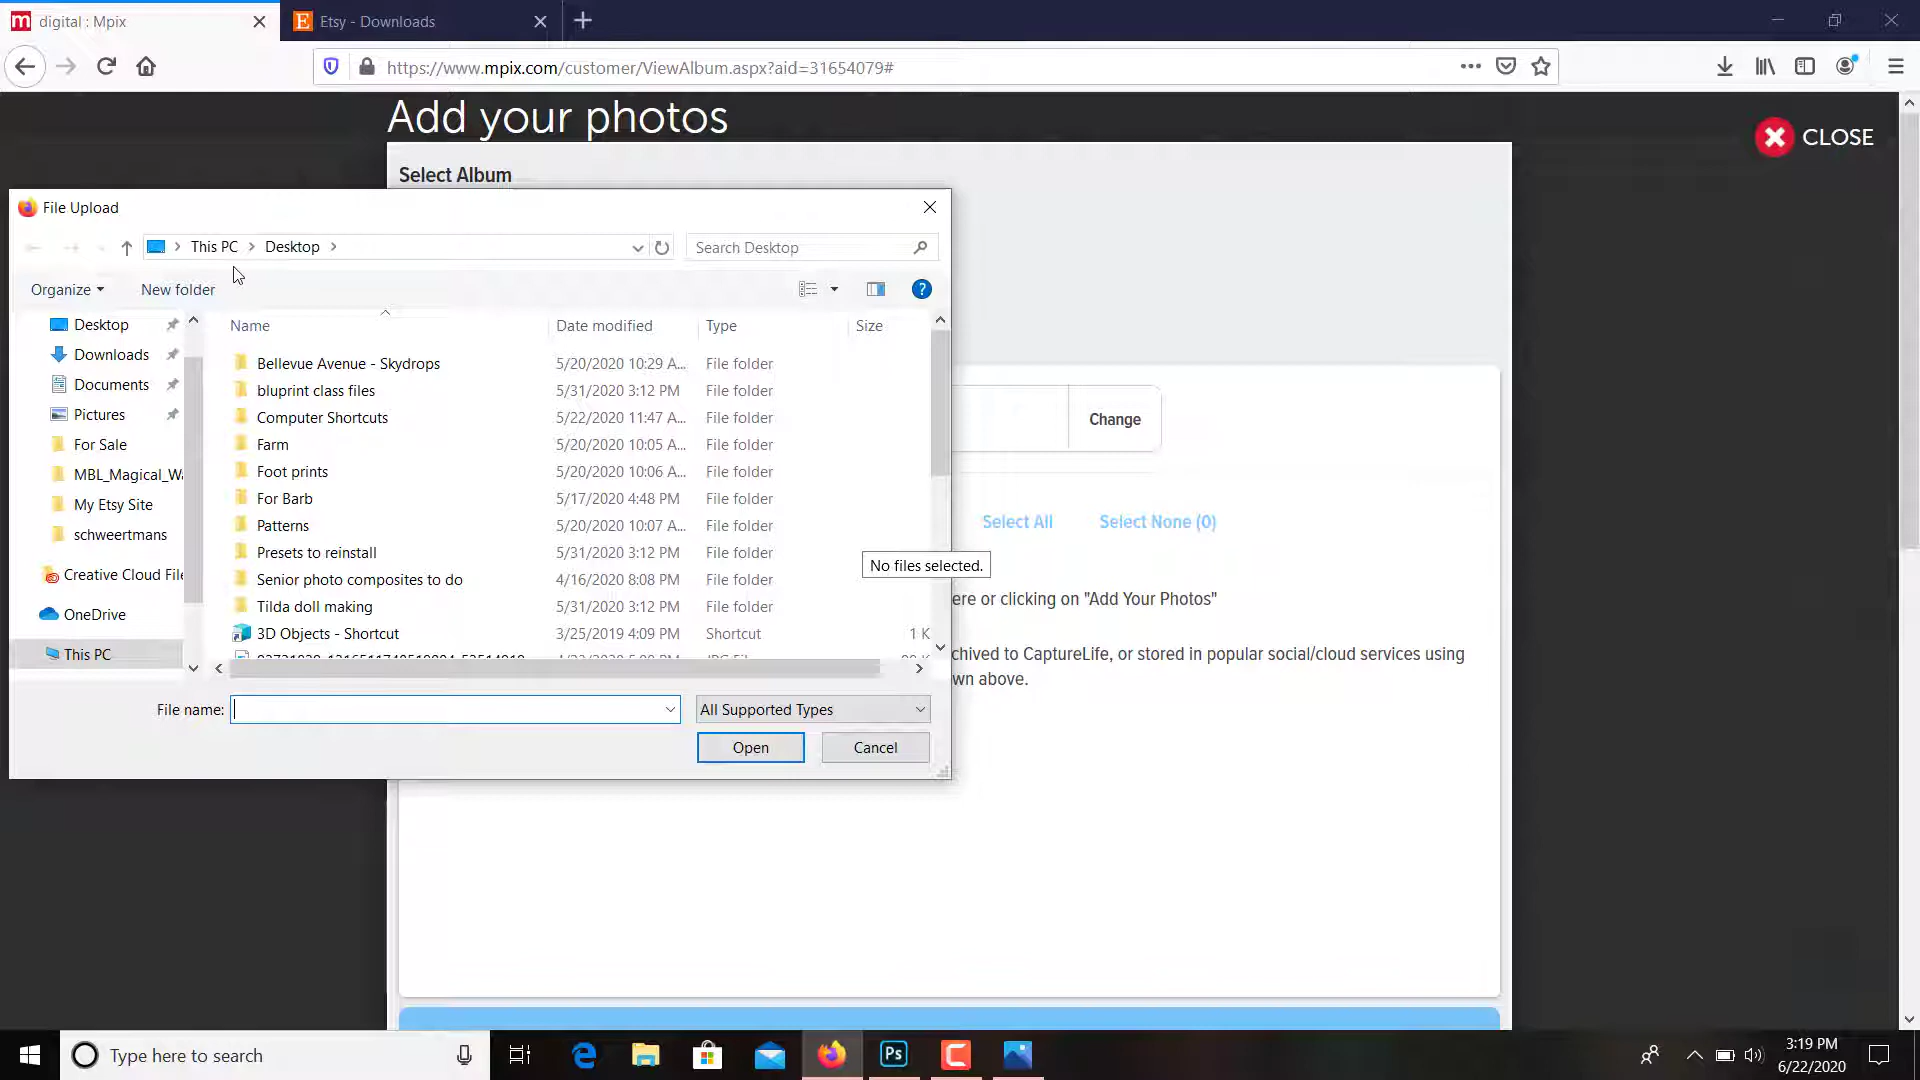 digital : Mpix
Etsy - Downloads
https://www.mpix.com/customer/ViewAlbum.aspx?aid=31654079#
Add your photos
CLOSE
Select Album
File Upload
This PC
Desktop
Search Desktop
Organize
New folder
Name
Date modified
Type
Size
Desktop
Downloads
Documents
Pictures
For Sale
MBL_Magical_Wa
My Etsy Site
schweertmans
Creative Cloud File
OneDrive
This PC
Bellevue Avenue - Skydrops 5/20/2020 10:29 A... File folder
bluprint class files 5/31/2020 3:12 PM File folder
Computer Shortcuts 5/22/2020 11:47 A... File folder
Farm 5/20/2020 10:05 A... File folder
Foot prints 5/20/2020 10:06 A... File folder
For Barb 5/17/2020 4:48 PM File folder
Patterns 5/20/2020 10:07 A... File folder
Presets to reinstall 5/31/2020 3:12 PM File folder
Senior photo composites to do 4/16/2020 8:08 PM File folder
Tilda doll making 5/31/2020 3:12 PM File folder
3D Objects - Shortcut 3/25/2019 4:09 PM Shortcut 1 K
No files selected.
File name:
All Supported Types
Open
Cancel
Change
Select All
Select None (0)
ere or clicking on "Add Your Photos"
chived to CaptureLife, or stored in popular social/cloud services using
wn above.
Type here to search
Ps
3:19 PM
6/22/2020